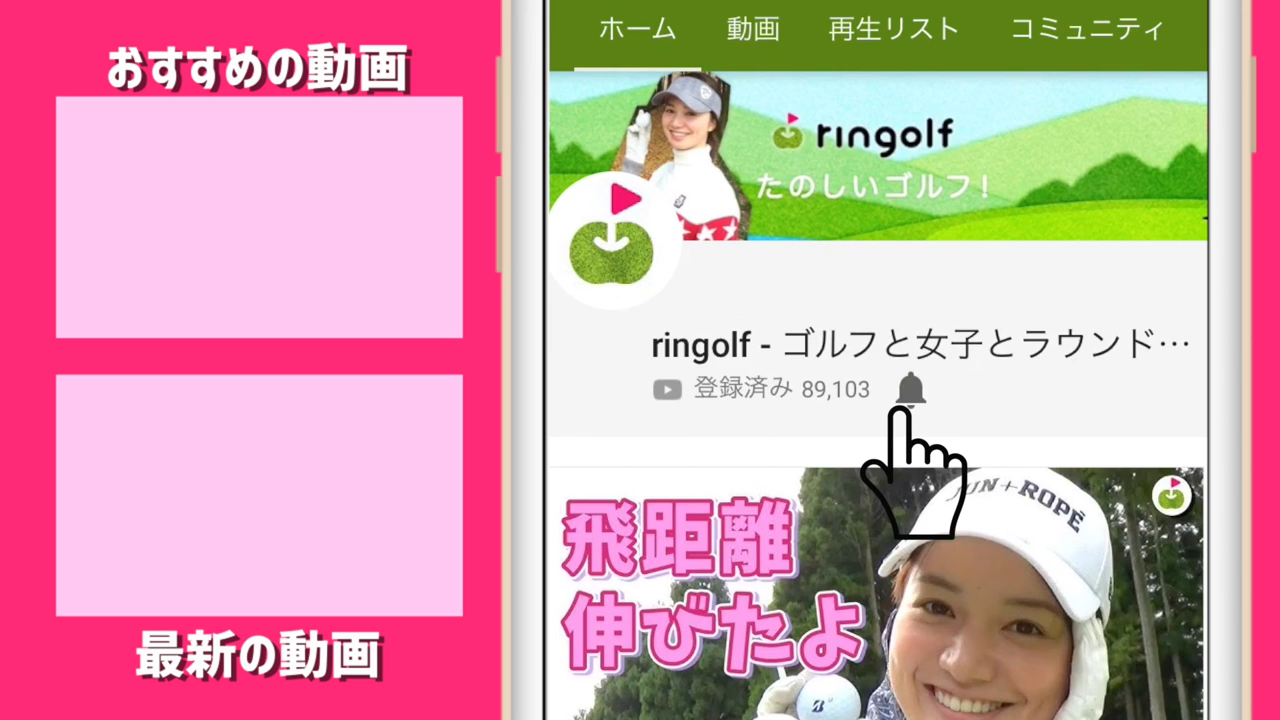 おすすめの動画
最新の動画
ホーム 動画 再生リスト コミュニティ
ringolf
たのしいゴルフ!
ringolf - ゴルフと女子とラウンド…
登録済み 89,103
飛距離
伸びたよ
JUN+ROPÉ
B